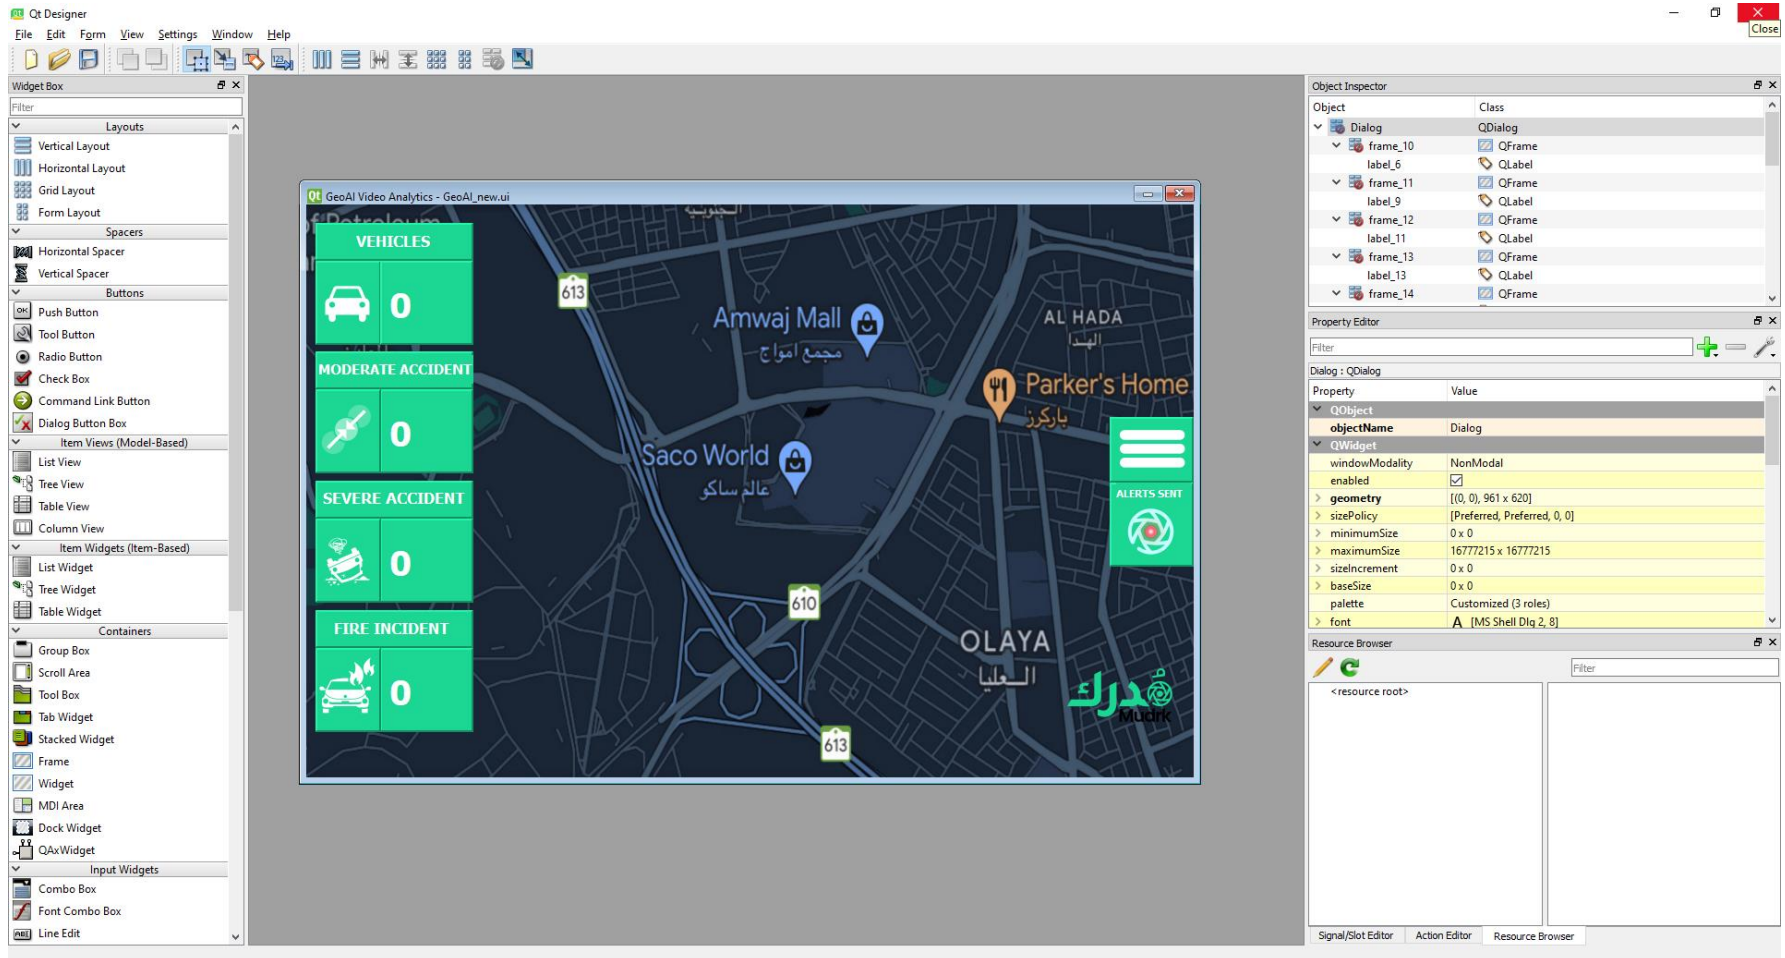 Qt Designer
Close
File Edit Form View Settings Window Help
Widget Box
Filter
Layouts
Vertical Layout
Horizontal Layout
Grid Layout
Form Layout
Spacers
Horizontal Spacer
Vertical Spacer
Buttons
Push Button
Tool Button
Radio Button
Check Box
Command Link Button
Dialog Button Box
Item Views (Model-Based)
List View
Tree View
Table View
Column View
Item Widgets (Item-Based)
List Widget
Tree Widget
Table Widget
Containers
Group Box
Scroll Area
Tool Box
Tab Widget
Stacked Widget
Frame
Widget
MDI Area
Dock Widget
QAxWidget
Input Widgets
Combo Box
Font Combo Box
Line Edit
GeoAI Video Analytics - GeoAI_new.ui
VEHICLES
0
MODERATE ACCIDENT
0
SEVERE ACCIDENT
0
FIRE INCIDENT
0
613
Amwaj Mall
مجمع أمواج
AL HADA
الهدا
Parker's Home
باركرز
Saco World
عالم ساكو
ALERTS SENT
610
OLAYA
العليا
مُدرك
Mudrk
613
Object Inspector
Object Class
Dialog QDialog
frame_10 QFrame
label_6 QLabel
frame_11 QFrame
label_9 QLabel
frame_12 QFrame
label_11 QLabel
frame_13 QFrame
label_13 QLabel
frame_14 QFrame
Property Editor
Filter
Dialog : QDialog
Property Value
QObject
objectName Dialog
QWidget
windowModality NonModal
enabled
geometry [(0, 0), 961 x 620]
sizePolicy [Preferred, Preferred, 0, 0]
minimumSize 0 x 0
maximumSize 16777215 x 16777215
sizeIncrement 0 x 0
baseSize 0 x 0
palette Customized (3 roles)
font A [MS Shell Dlg 2, 8]
Resource Browser
Filter
<resource root>
Signal/Slot Editor Action Editor Resource Browser